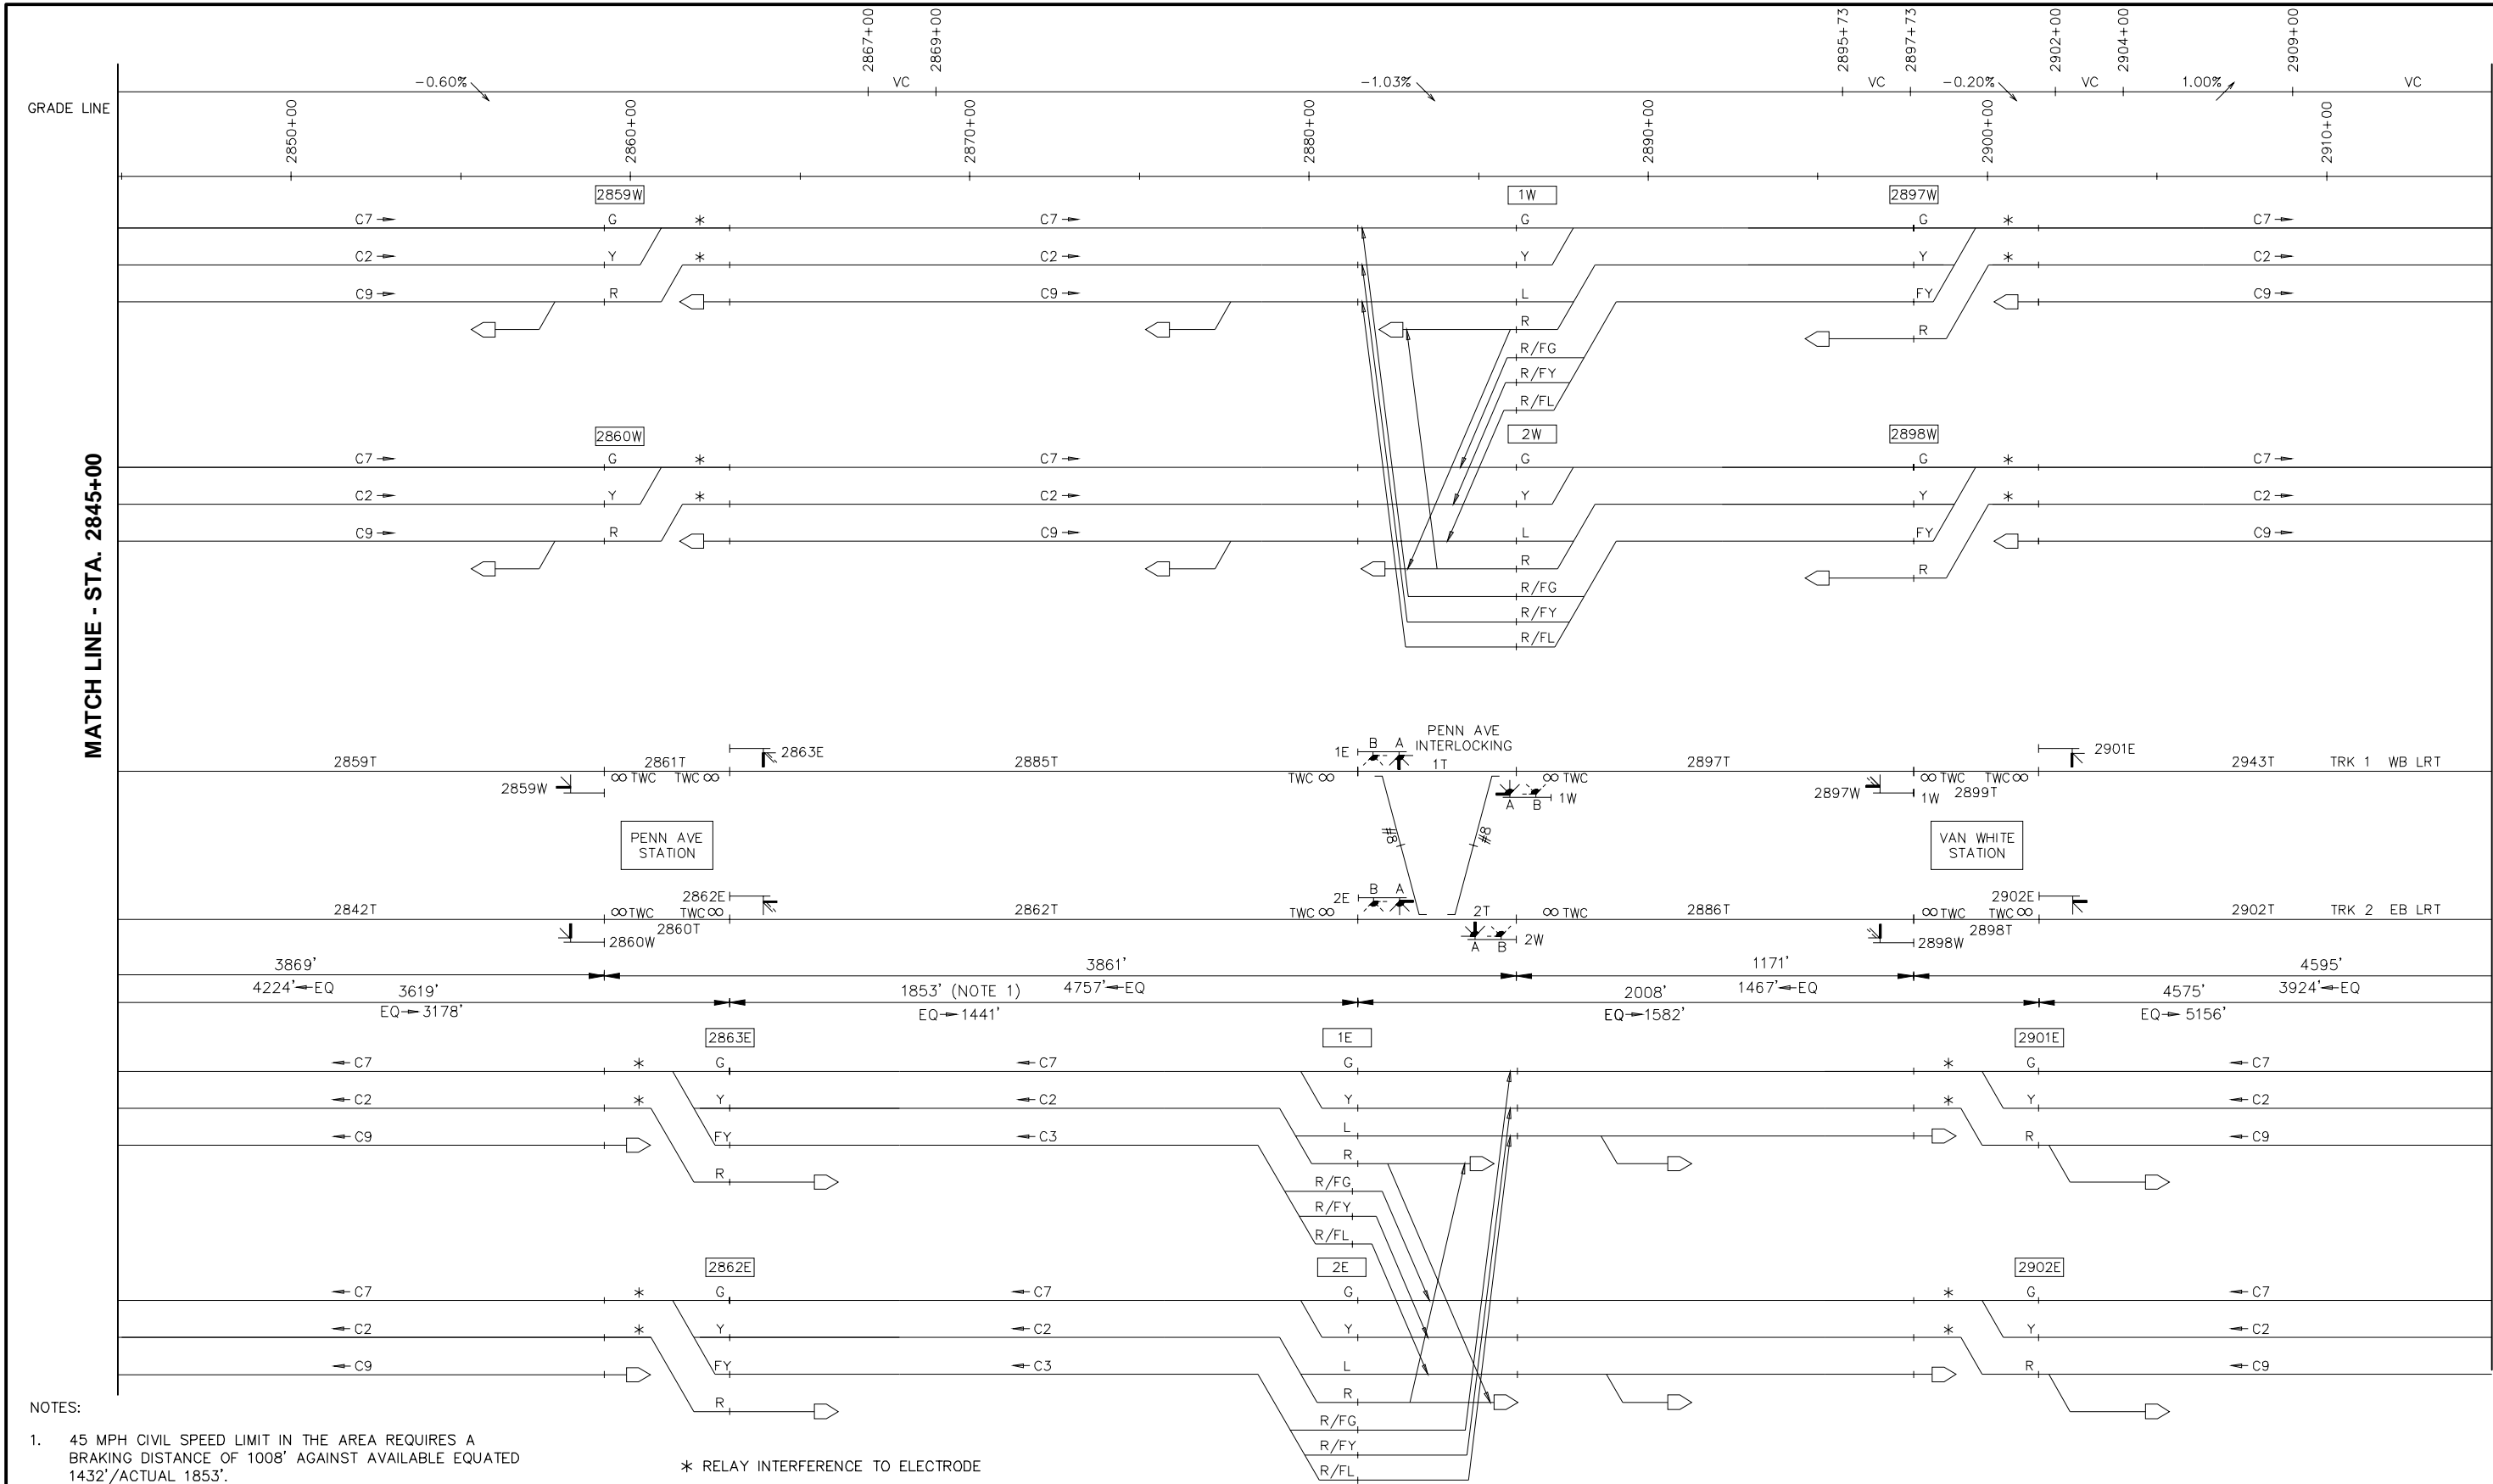 2867+00 2869+00 2895+73 2897+73 2902+00 2904+00 2909+00
-0.60% VC -1.03% VC -0.20% VC 1.00% VC
GRADE LINE
2850+00 2860+00 2870+00 2880+00 2890+00 2900+00 2910+00
2859W 1W 2897W
C7 G * C7 G G * C7
C2 Y * C2 Y Y * C2
C9 R C9 L FY C9
R R
R/FG
R/FY
R/FL
2860W 2W 2898W
C7 G * C7 G G * C7
C2 Y * C2 Y Y * C2
C9 R C9 L FY C9
R R
R/FG
R/FY
R/FL
MATCH LINE - STA. 2845+00
PENN AVE
INTERLOCKING
2859T 2861T 2863E 2885T 1E B A 1T 2897T 2901E 2943T TRK 1 WB LRT
TWC TWC TWC TWC TWC TWC
2859W A B 1W 2897W 1W 2899T
PENN AVE
STATION
#8 #8
VAN WHITE
STATION
2842T 2862E 2862T 2E B A 2T 2886T 2902E 2902T TRK 2 EB LRT
TWC TWC TWC TWC TWC TWC
2860T 2898T
2860W A B 2W 2898W
3869' 3861' 1171' 4595'
4224' EQ 4757' EQ 1467' EQ 3924' EQ
3619' 1853' (NOTE 1) 2008' 4575'
EQ 3178' EQ 1441' EQ 1582' EQ 5156'
2863E 1E 2901E
C7 * G C7 G * G C7
C2 * Y C2 Y * Y C2
C9 FY C3 L R C9
R R
R/FG
R/FY
R/FL
2862E 2E 2902E
C7 * G C7 G * G C7
C2 * Y C2 Y * Y C2
C9 FY C3 L R C9
R R
R/FG
R/FY
R/FL
NOTES:
1. 45 MPH CIVIL SPEED LIMIT IN THE AREA REQUIRES A
BRAKING DISTANCE OF 1008' AGAINST AVAILABLE EQUATED
1432'/ACTUAL 1853'.
* RELAY INTERFERENCE TO ELECTRODE